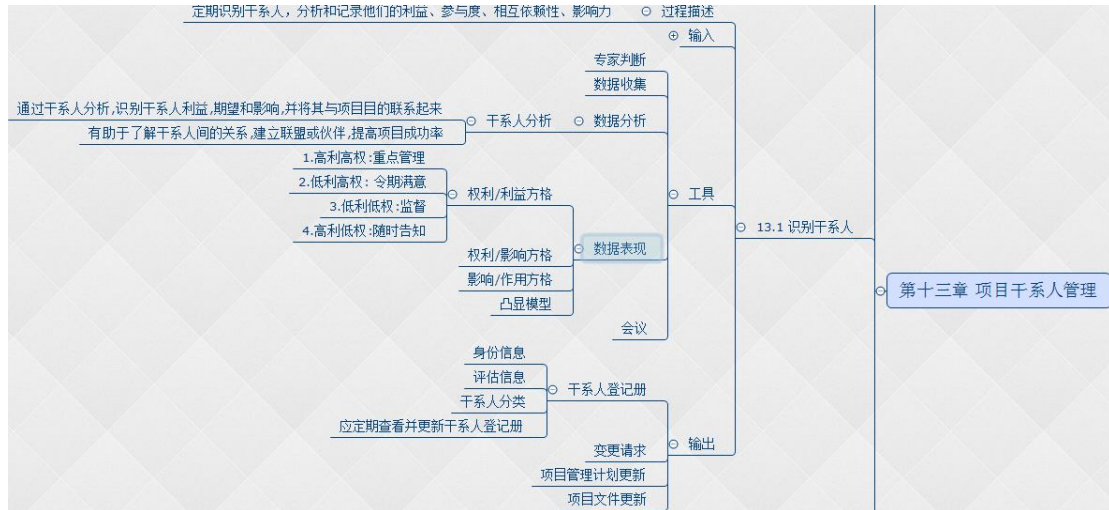 定期识别干系人，分析和记录他们的利益、参与度、相互依赖性、影响力
过程描述
输入
专家判断
数据收集
通过干系人分析,识别干系人利益,期望和影响,并将其与项目目的联系起来
有助于了解干系人间的关系,建立联盟或伙伴,提高项目成功率
干系人分析
数据分析
1.高利高权:重点管理
2.低利高权: 令期满意
3.低利低权:监督
4.高利低权:随时告知
权利/利益方格
权利/影响方格
影响/作用方格
凸显模型
数据表现
会议
工具
13.1 识别干系人
第十三章 项目干系人管理
身份信息
评估信息
干系人分类
应定期查看并更新干系人登记册
干系人登记册
变更请求
项目管理计划更新
项目文件更新
输出